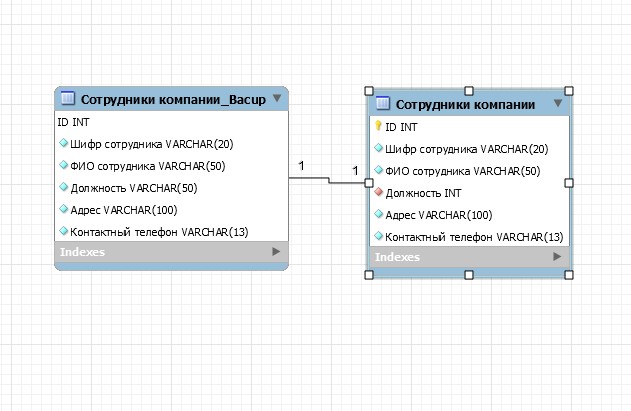 Сотрудники компании_Bacup
ID INT
Шифр сотрудника VARCHAR(20)
ФИО сотрудника VARCHAR(50)
Должность VARCHAR(50)
Адрес VARCHAR(100)
Контактный телефон VARCHAR(13)
Indexes
1
1
Сотрудники компании
ID INT
Шифр сотрудника VARCHAR(20)
ФИО сотрудника VARCHAR(50)
Должность INT
Адрес VARCHAR(100)
Контактный телефон VARCHAR(13)
Indexes